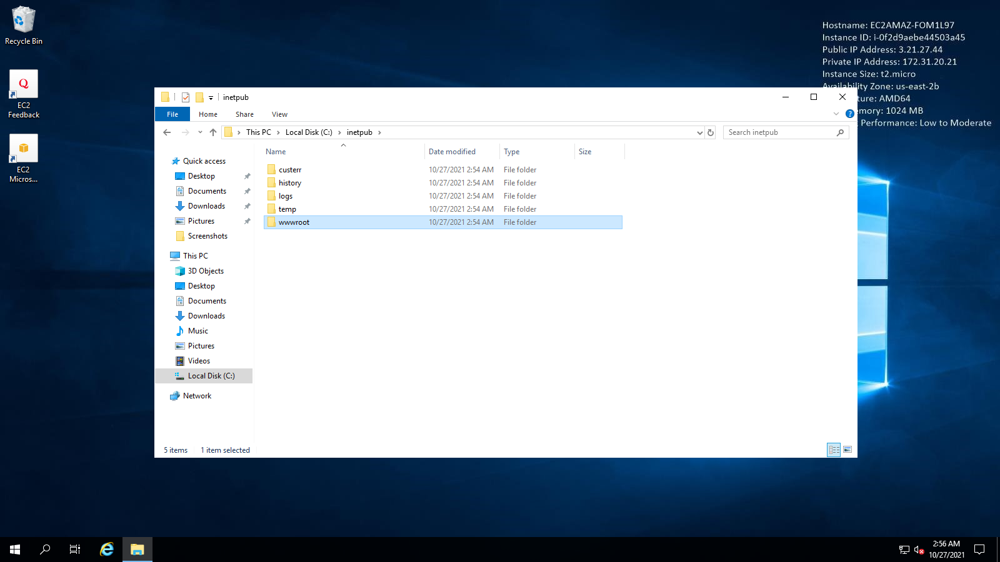 Recycle Bin
EC2
Feedback
EC2
Micros...
Hostname: EC2AMAZ-FOM1L97
Instance ID: i-0f2d9aebe44503a45
Public IP Address: 3.21.27.44
Private IP Address: 172.31.20.21
Instance Size: t2.micro
Availability Zone: us-east-2b
ture: AMD64
emory: 1024 MB
Performance: Low to Moderate
inetpub
File Home Share View
This PC Local Disk (C:) inetpub
Search inetpub
Name Date modified Type Size
custerr 10/27/2021 2:54 AM File folder
history 10/27/2021 2:54 AM File folder
logs 10/27/2021 2:54 AM File folder
temp 10/27/2021 2:54 AM File folder
wwwroot 10/27/2021 2:54 AM File folder
Quick access
Desktop
Documents
Downloads
Pictures
Screenshots
This PC
3D Objects
Desktop
Documents
Downloads
Music
Pictures
Videos
Local Disk (C:)
Network
5 items 1 item selected
2:56 AM
10/27/2021